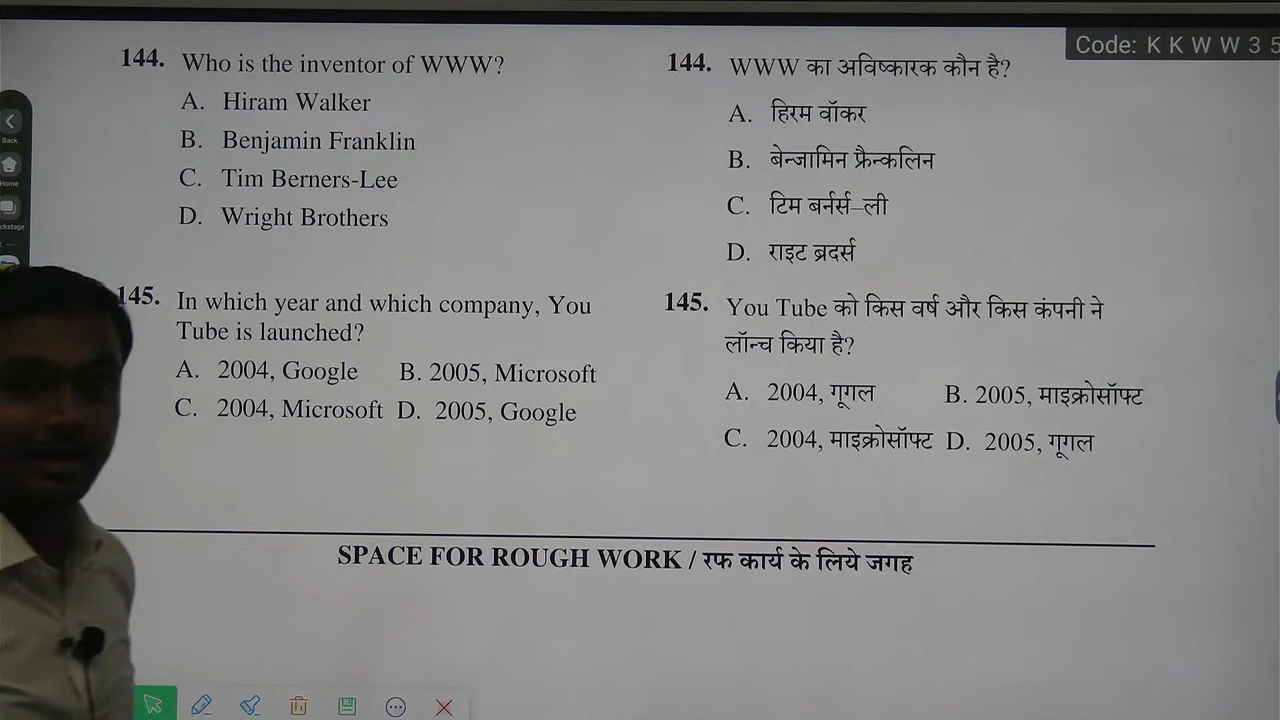 Code: K K W W 3 5
144. Who is the inventor of WWW?
A. Hiram Walker
B. Benjamin Franklin
C. Tim Berners-Lee
D. Wright Brothers
145. In which year and which company, You
Tube is launched?
A. 2004, Google B. 2005, Microsoft
C. 2004, Microsoft D. 2005, Google
144. WWW का अविष्कारक कौन है?
A. हिरम वॉकर
B. बेन्जामिन फ्रैन्कलिन
C. टिम बर्नर्स–ली
D. राइट ब्रदर्स
145. You Tube को किस वर्ष और किस कंपनी ने
लॉन्च किया है?
A. 2004, गूगल B. 2005, माइक्रोसॉफ्ट
C. 2004, माइक्रोसॉफ्ट D. 2005, गूगल
SPACE FOR ROUGH WORK / रफ कार्य के लिये जगह
Back
Home
ckstage